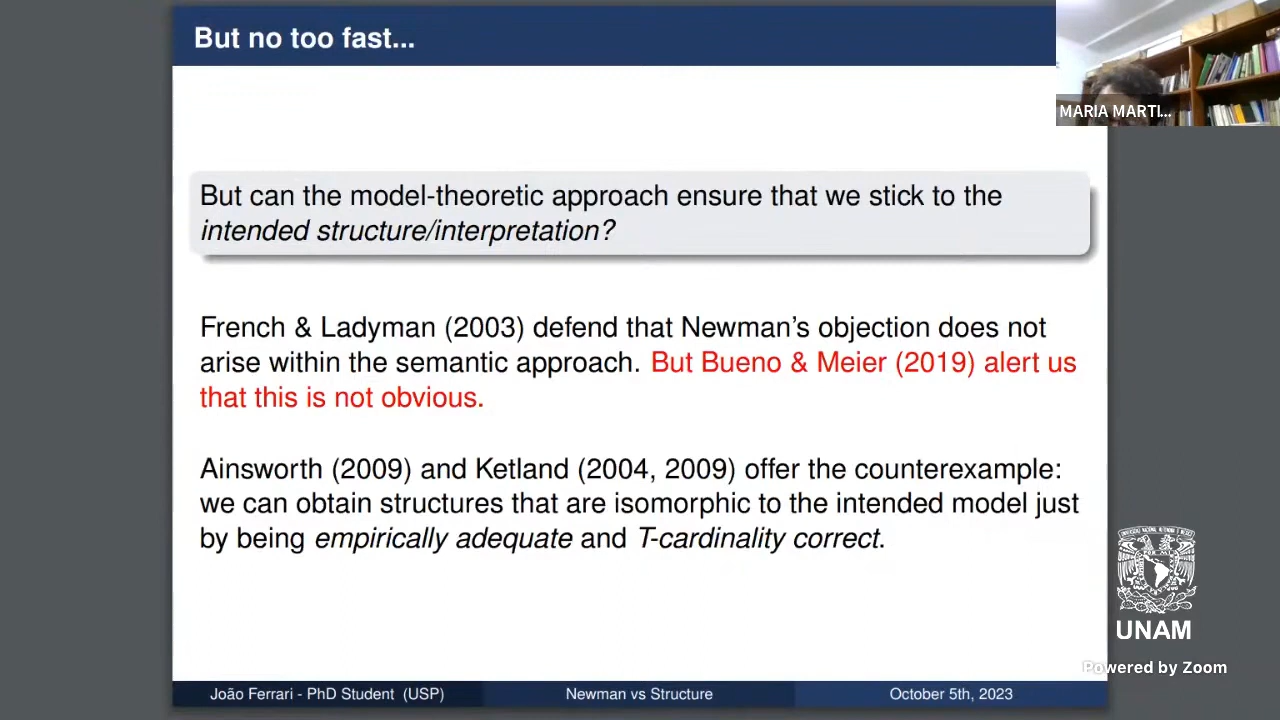 But no too fast...
MARIA MARTI...
But can the model-theoretic approach ensure that we stick to the
intended structure/interpretation?
French & Ladyman (2003) defend that Newman's objection does not
arise within the semantic approach. But Bueno & Meier (2019) alert us
that this is not obvious.
Ainsworth (2009) and Ketland (2004, 2009) offer the counterexample:
we can obtain structures that are isomorphic to the intended model just
by being empirically adequate and T-cardinality correct.
UNAM
Powered by Zoom
João Ferrari - PhD Student (USP)
Newman vs Structure
October 5th, 2023